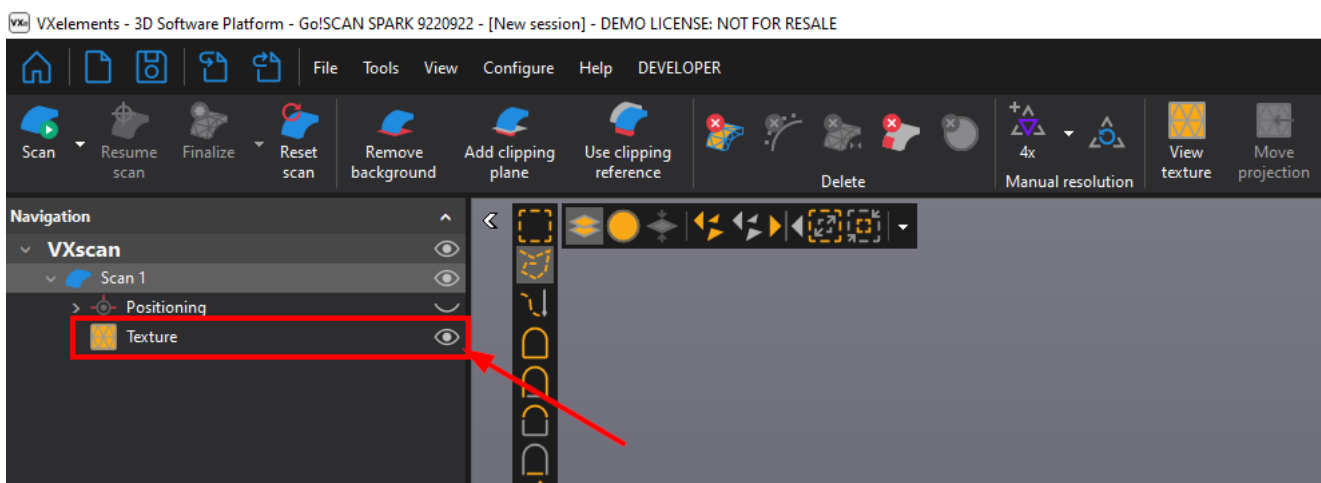 VXe VXelements - 3D Software Platform - Go!SCAN SPARK 9220922 - [New session] - DEMO LICENSE: NOT FOR RESALE
File Tools View Configure Help DEVELOPER
Scan
Resume
scan
Finalize
Reset
scan
Remove
background
Add clipping
plane
Use clipping
reference
Delete
4x
Manual resolution
View
texture
Move
projection
Navigation
VXscan
Scan 1
Positioning
Texture